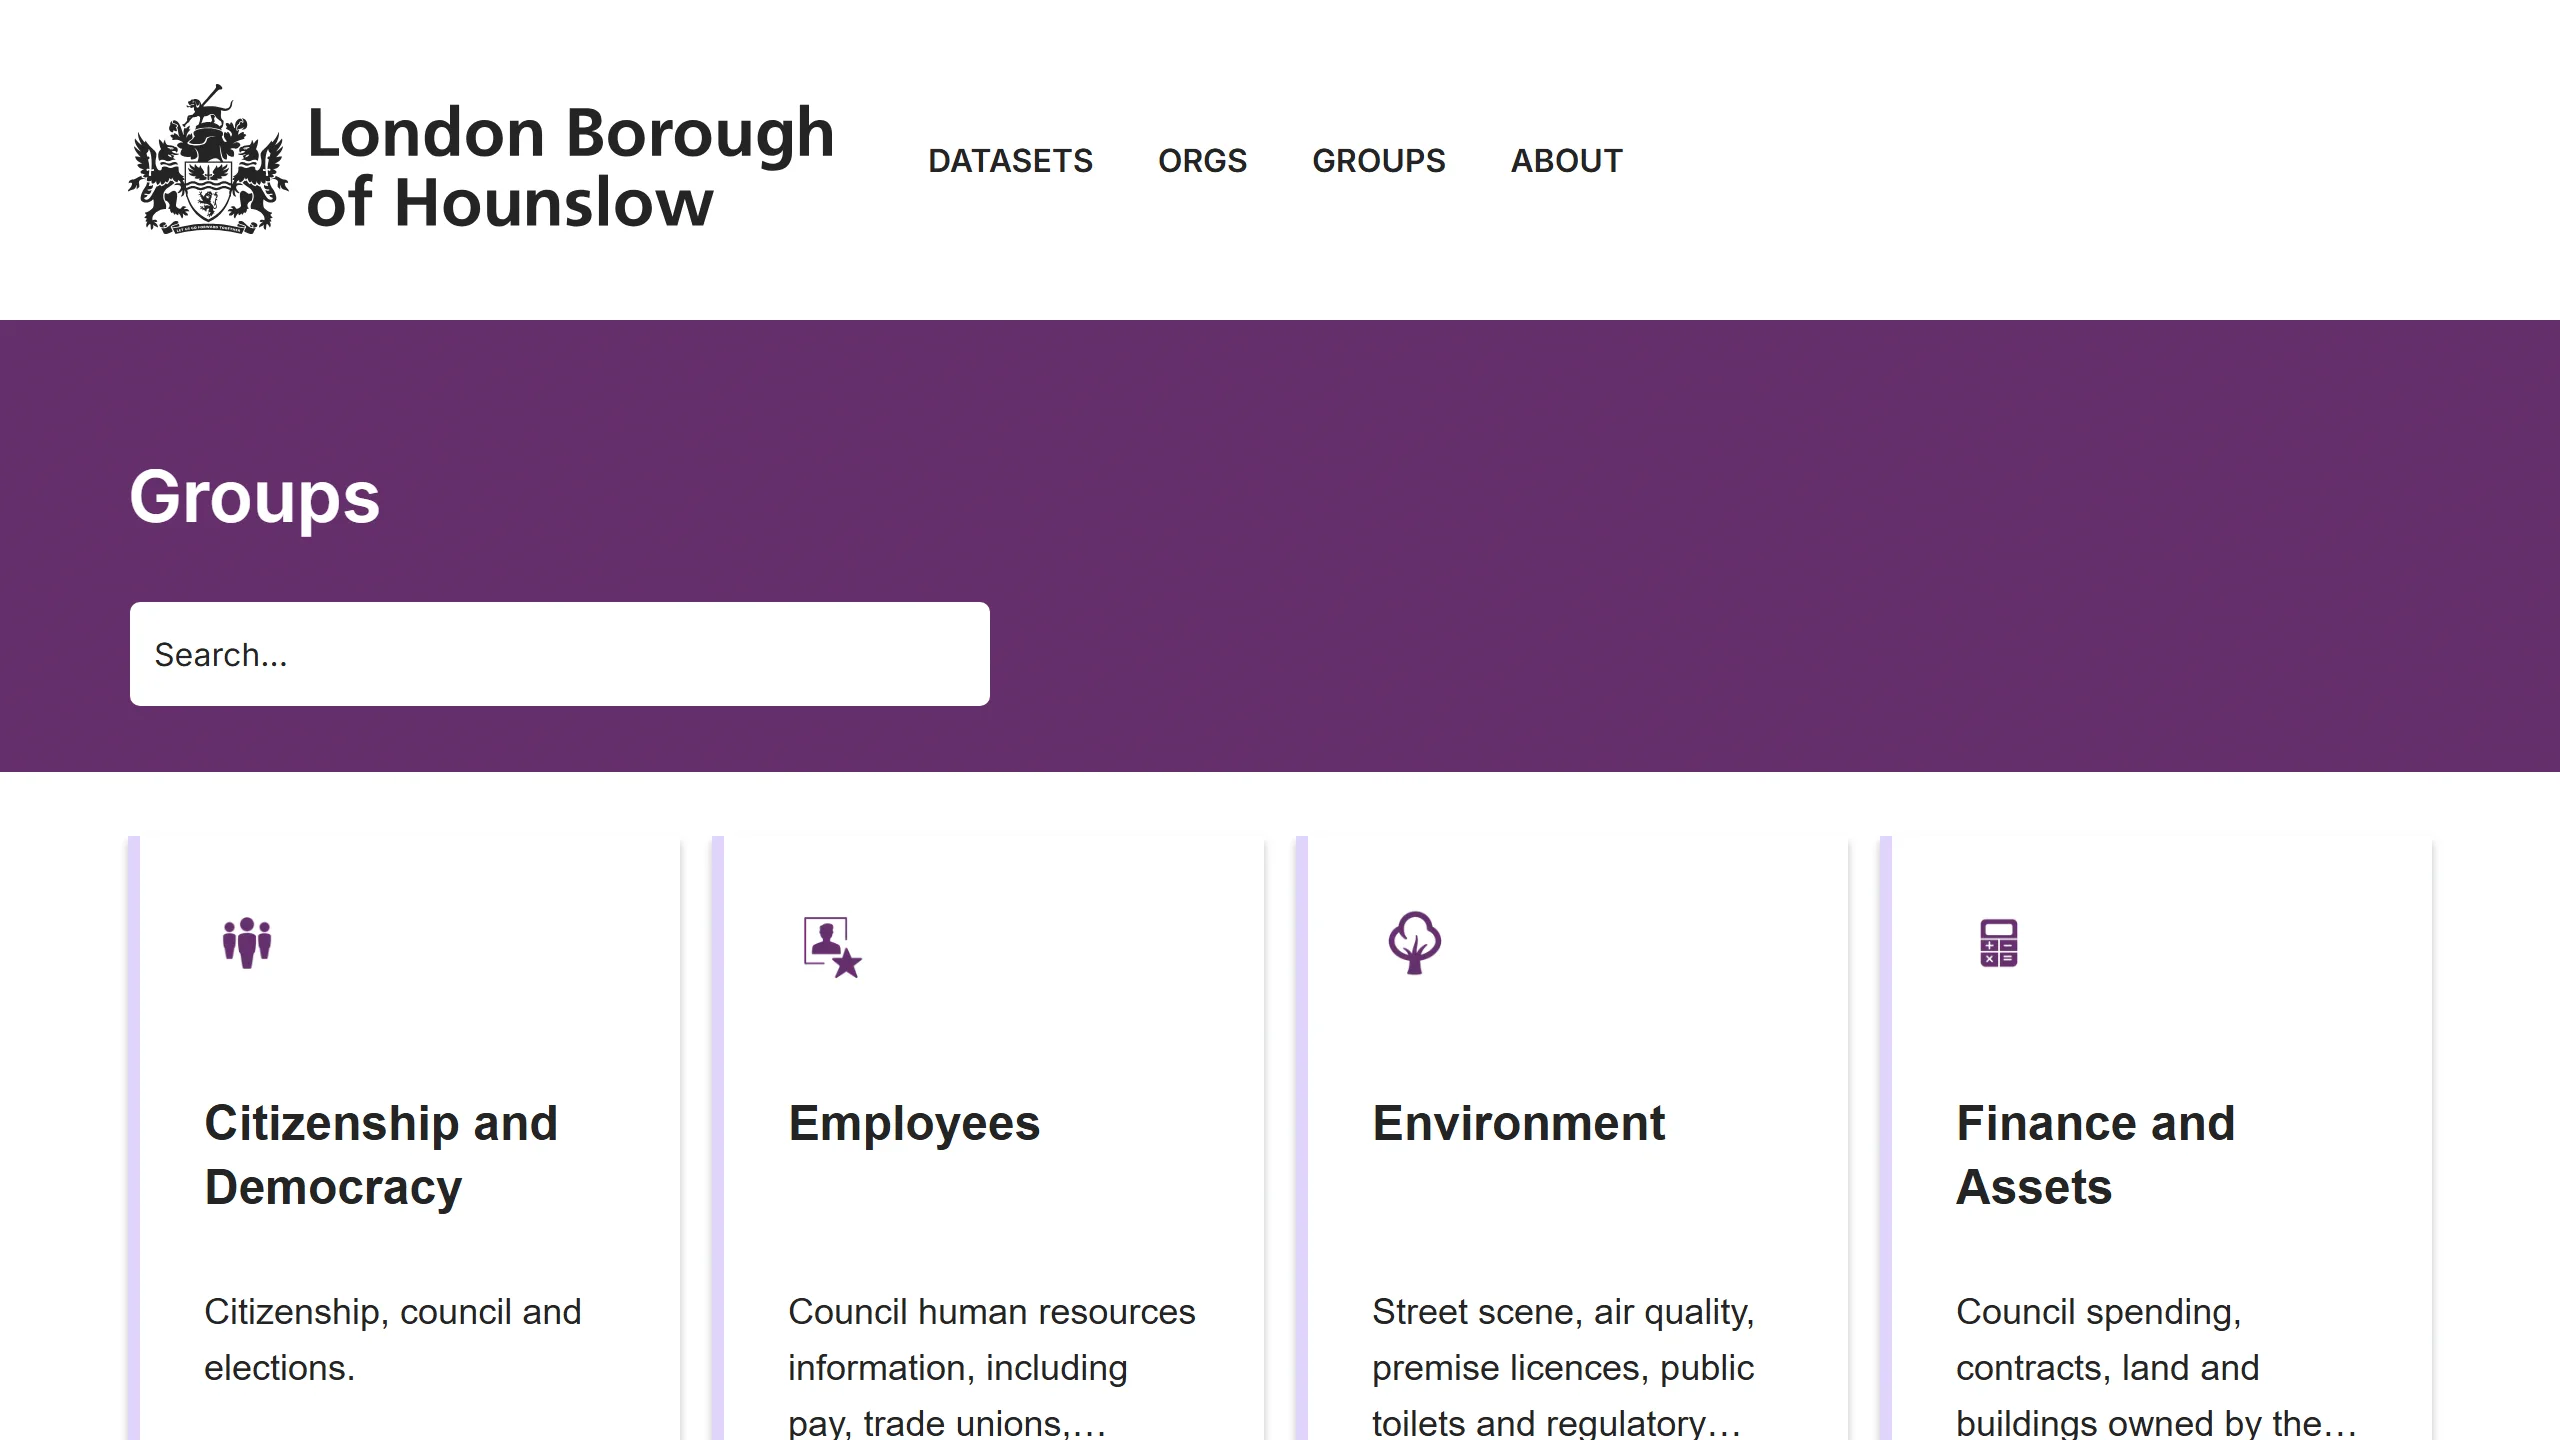 London Borough
of Hounslow
DATASETS
ORGS
GROUPS
ABOUT
Groups
Search...
Citizenship and
Democracy
Citizenship, council and
elections.
Employees
Council human resources
information, including
pay, trade unions,…
Environment
Street scene, air quality,
premise licences, public
toilets and regulatory…
Finance and
Assets
Council spending,
contracts, land and
buildings owned by the…